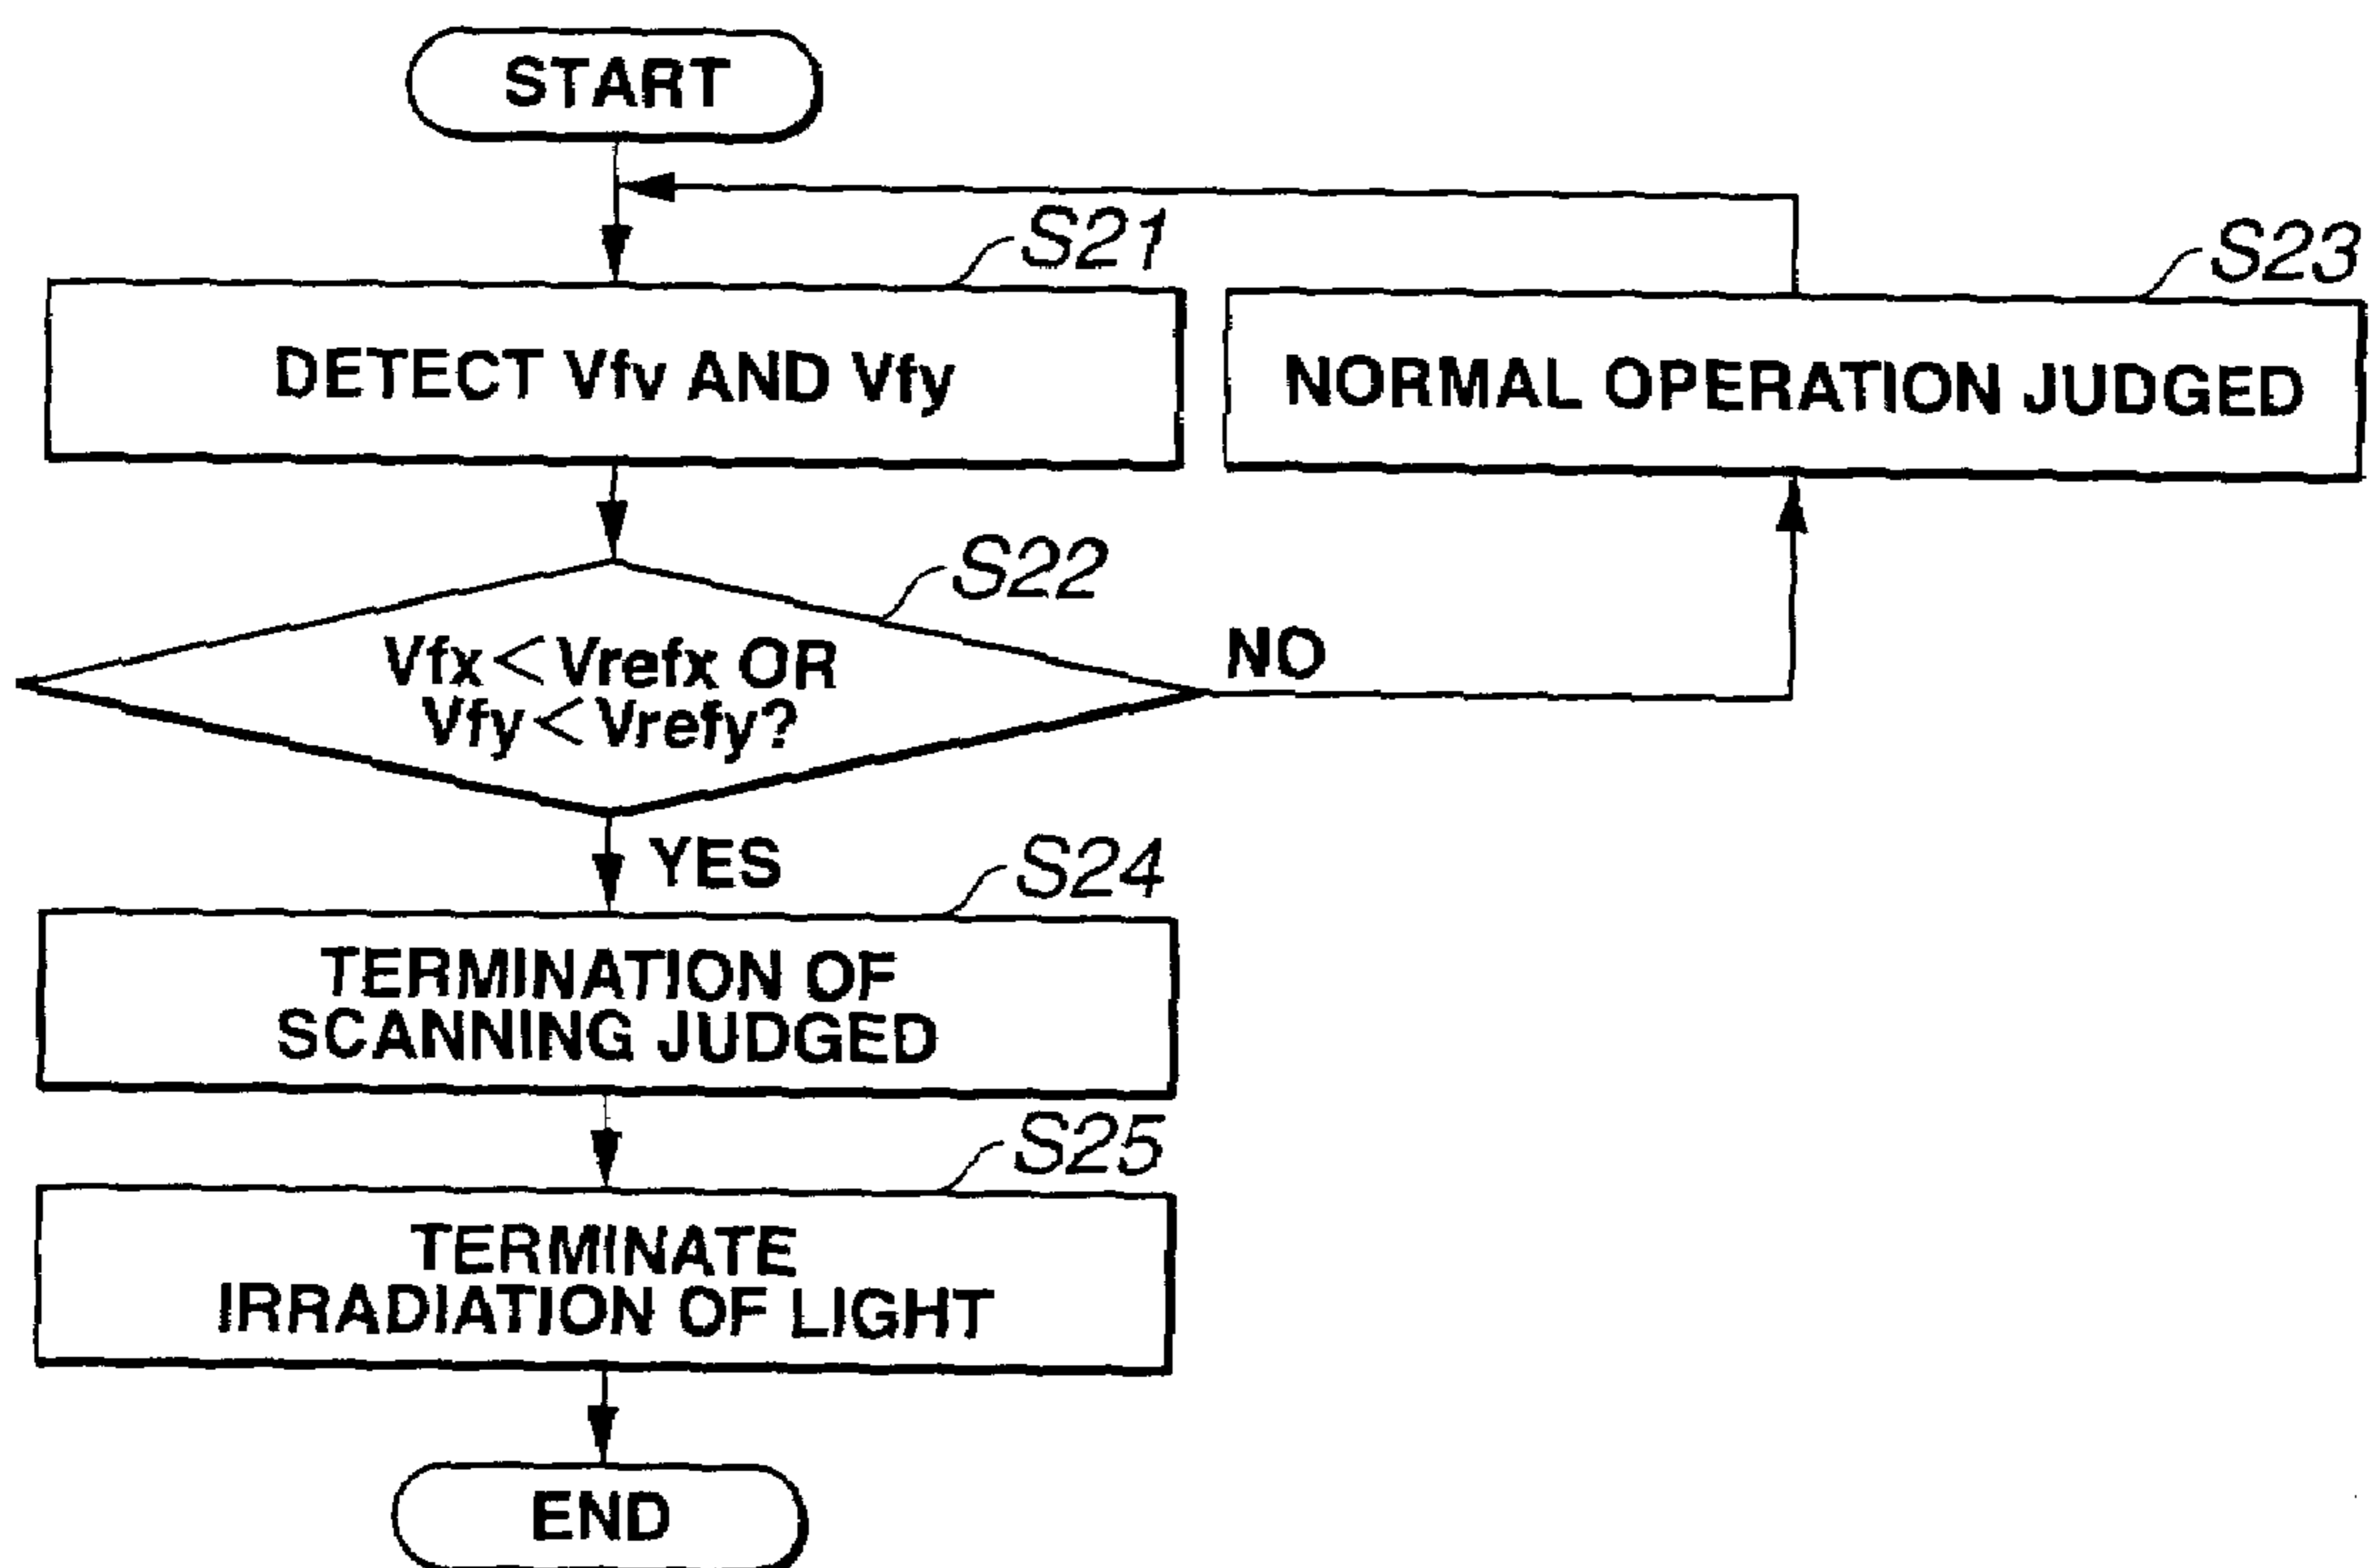 START
S21
DETECT Vfv AND Vfy
S23
NORMAL OPERATION JUDGED
S22
Vfx<Vrefx OR
Vfy<Vrefy?
NO
YES
S24
TERMINATION OF
SCANNING JUDGED
S25
TERMINATE
IRRADIATION OF LIGHT
END